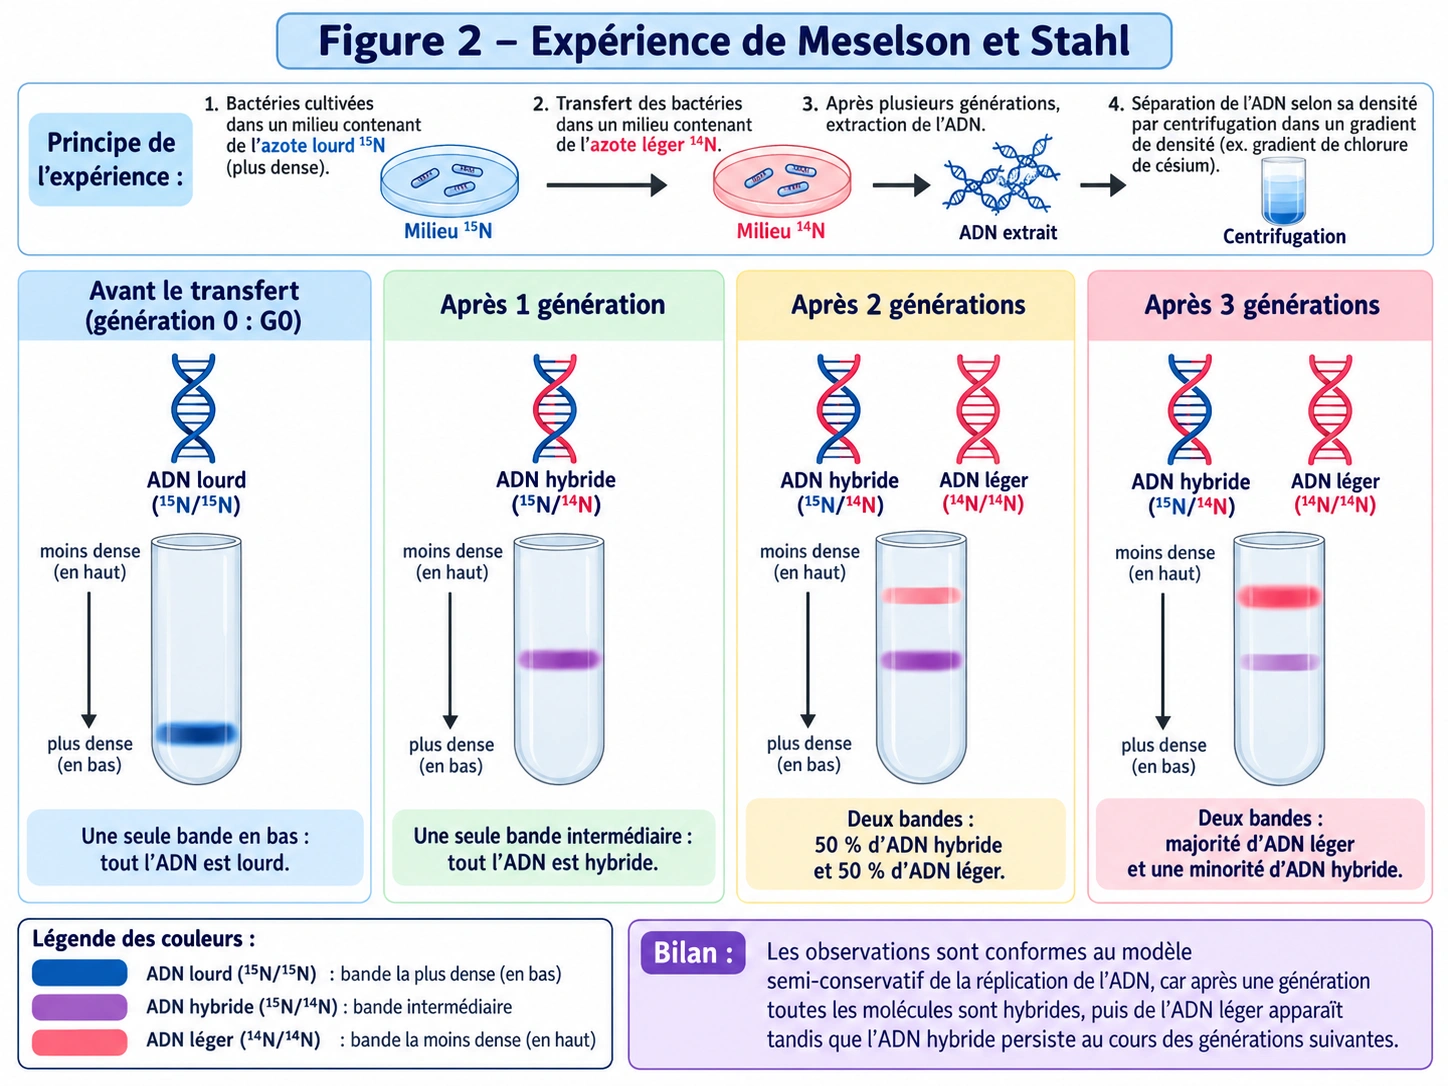 Figure 2 – Expérience de Meselson et Stahl
Principe de
l’expérience :
1. Bactéries cultivées
dans un milieu contenant
de l’azote lourd ¹⁵N
(plus dense).
Milieu ¹⁵N
2. Transfert des bactéries
dans un milieu contenant
de l’azote léger ¹⁴N.
Milieu ¹⁴N
3. Après plusieurs générations,
extraction de l’ADN.
ADN extrait
4. Séparation de l’ADN selon sa densité
par centrifugation dans un gradient
de densité (ex. gradient de chlorure
de césium).
Centrifugation
Avant le transfert
(génération 0 : G0)
ADN lourd
(¹⁵N/¹⁵N)
moins dense
(en haut)
plus dense
(en bas)
Une seule bande en bas :
tout l’ADN est lourd.
Après 1 génération
ADN hybride
(¹⁵N/¹⁴N)
moins dense
(en haut)
plus dense
(en bas)
Une seule bande intermédiaire :
tout l’ADN est hybride.
Après 2 générations
ADN hybride
(¹⁵N/¹⁴N)
ADN léger
(¹⁴N/¹⁴N)
moins dense
(en haut)
plus dense
(en bas)
Deux bandes :
50 % d’ADN hybride
et 50 % d’ADN léger.
Après 3 générations
ADN hybride
(¹⁵N/¹⁴N)
ADN léger
(¹⁴N/¹⁴N)
moins dense
(en haut)
plus dense
(en bas)
Deux bandes :
majorité d’ADN léger
et une minorité d’ADN hybride.
Légende des couleurs :
ADN lourd (¹⁵N/¹⁵N) : bande la plus dense (en bas)
ADN hybride (¹⁵N/¹⁴N) : bande intermédiaire
ADN léger (¹⁴N/¹⁴N) : bande la moins dense (en haut)
Bilan :
Les observations sont conformes au modèle
semi-conservatif de la réplication de l’ADN, car après une génération
toutes les molécules sont hybrides, puis de l’ADN léger apparaît
tandis que l’ADN hybride persiste au cours des générations suivantes.